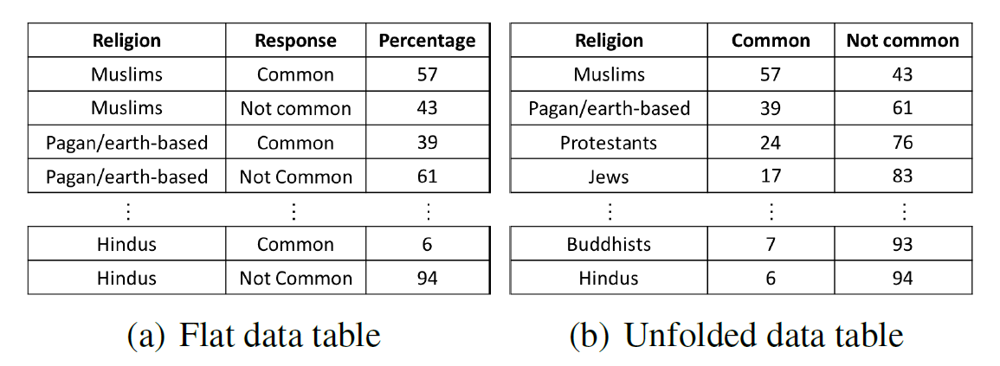 Religion Response Percentage
Muslims Common 57
Muslims Not common 43
Pagan/earth-based Common 39
Pagan/earth-based Not Common 61
⋮ ⋮ ⋮
Hindus Common 6
Hindus Not Common 94
(a) Flat data table
Religion Common Not common
Muslims 57 43
Pagan/earth-based 39 61
Protestants 24 76
Jews 17 83
⋮ ⋮ ⋮
Buddhists 7 93
Hindus 6 94
(b) Unfolded data table